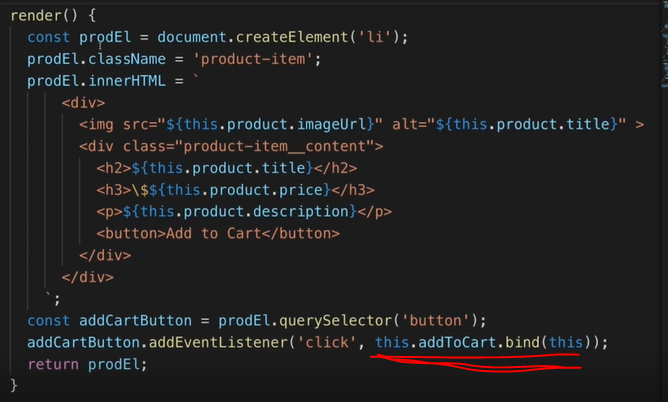 render() {
const prodEl = document.createElement('li');
prodEl.className = 'product-item';
prodEl.innerHTML = `
<div>
<img src="${this.product.imageUrl}" alt="${this.product.title}" >
<div class="product-item__content">
<h2>${this.product.title}</h2>
<h3>\$${this.product.price}</h3>
<p>${this.product.description}</p>
<button>Add to Cart</button>
</div>
</div>
`;
const addCartButton = prodEl.querySelector('button');
addCartButton.addEventListener('click', this.addToCart.bind(this));
return prodEl;
}